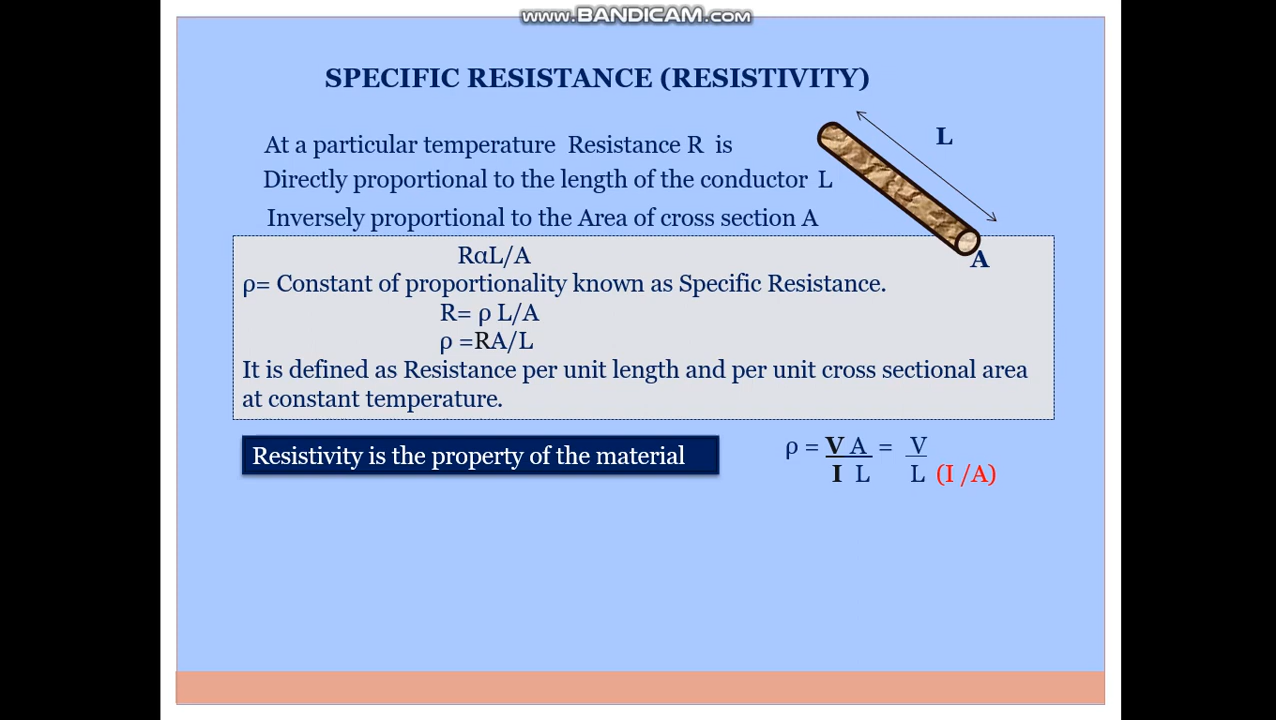 www.BANDICAM.com
SPECIFIC RESISTANCE (RESISTIVITY)
At a particular temperature Resistance R is
L
Directly proportional to the length of the conductor L
Inversely proportional to the Area of cross section A
RαL/A
A
ρ= Constant of proportionality known as Specific Resistance.
R= ρ L/A
ρ =RA/L
It is defined as Resistance per unit length and per unit cross sectional area
at constant temperature.
Resistivity is the property of the material
ρ = V A = V
I L L (I /A)